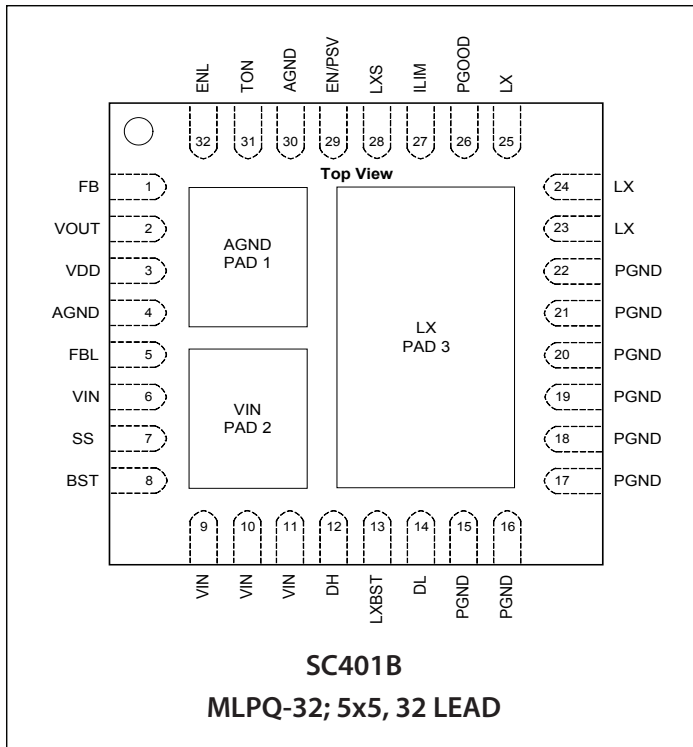 ENL
TON
AGND
EN/PSV
LXS
ILIM
PGOOD
LX
32
31
30
29
28
27
26
25
Top View
FB 1
VOUT 2
VDD 3
AGND 4
FBL 5
VIN 6
SS 7
BST 8
AGND
PAD 1
VIN
PAD 2
LX
PAD 3
24 LX
23 LX
22 PGND
21 PGND
20 PGND
19 PGND
18 PGND
17 PGND
9
10
11
12
13
14
15
16
VIN
VIN
VIN
DH
LXBST
DL
PGND
PGND
SC401B
MLPQ-32; 5x5, 32 LEAD